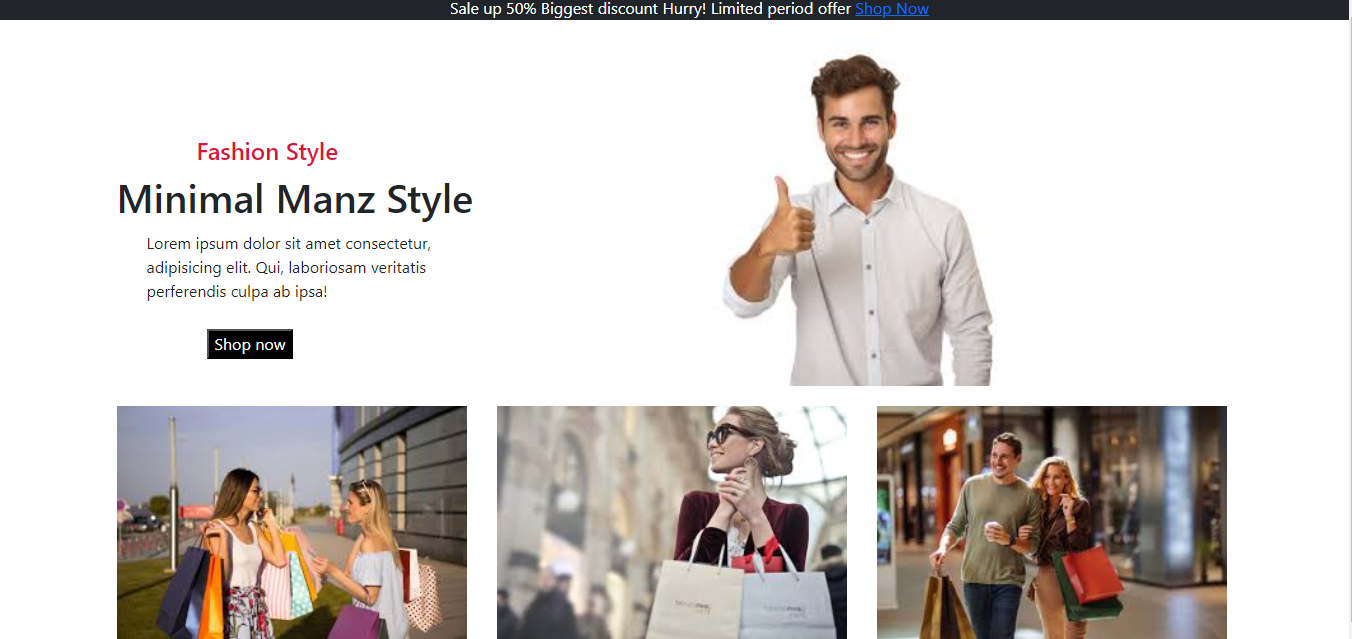 Sale up 50% Biggest discount Hurry! Limited period offer Shop Now
Fashion Style
Minimal Manz Style
Lorem ipsum dolor sit amet consectetur,
adipisicing elit. Qui, laboriosam veritatis
perferendis culpa ab ipsa!
Shop now